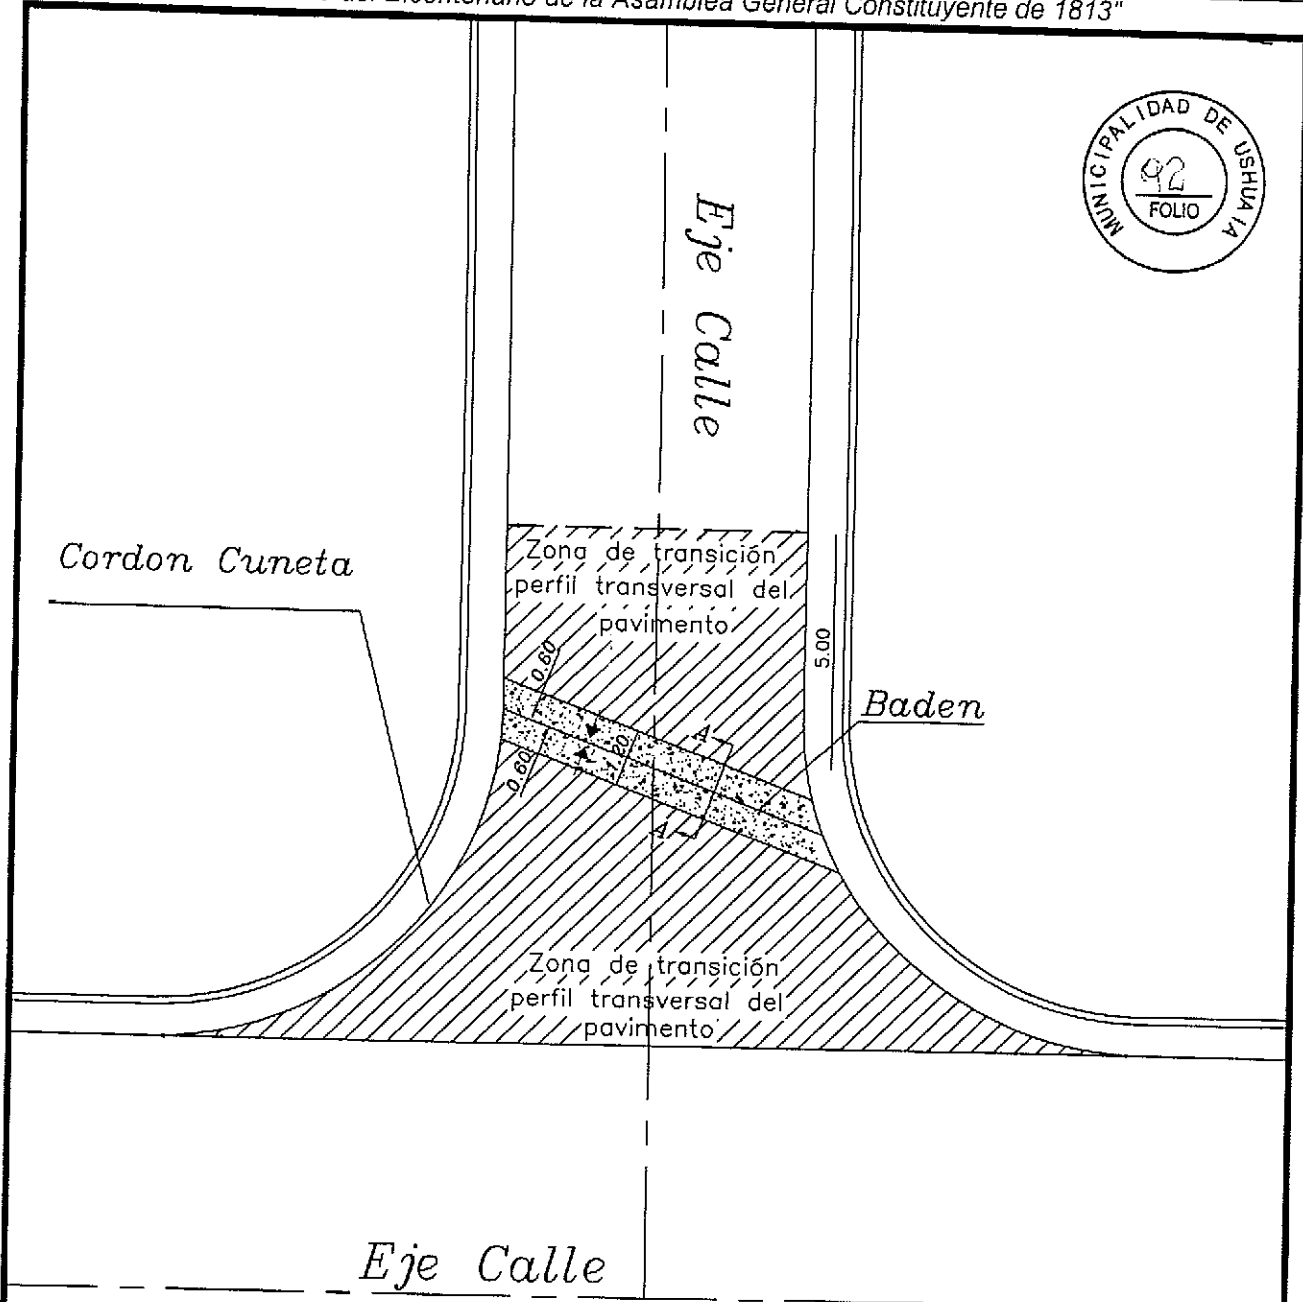 del Bicentenario de la Asamblea General Constituyente de 1813"
MUNICIPALIDAD DE USHUAIA
92
FOLIO
Eje Calle
Cordon Cuneta
Zona de transición
perfil transversal del
pavimento
5.00
0.60
Baden
A
1.20
0.60
A
Zona de transición
perfil transversal del
pavimento
Eje Calle